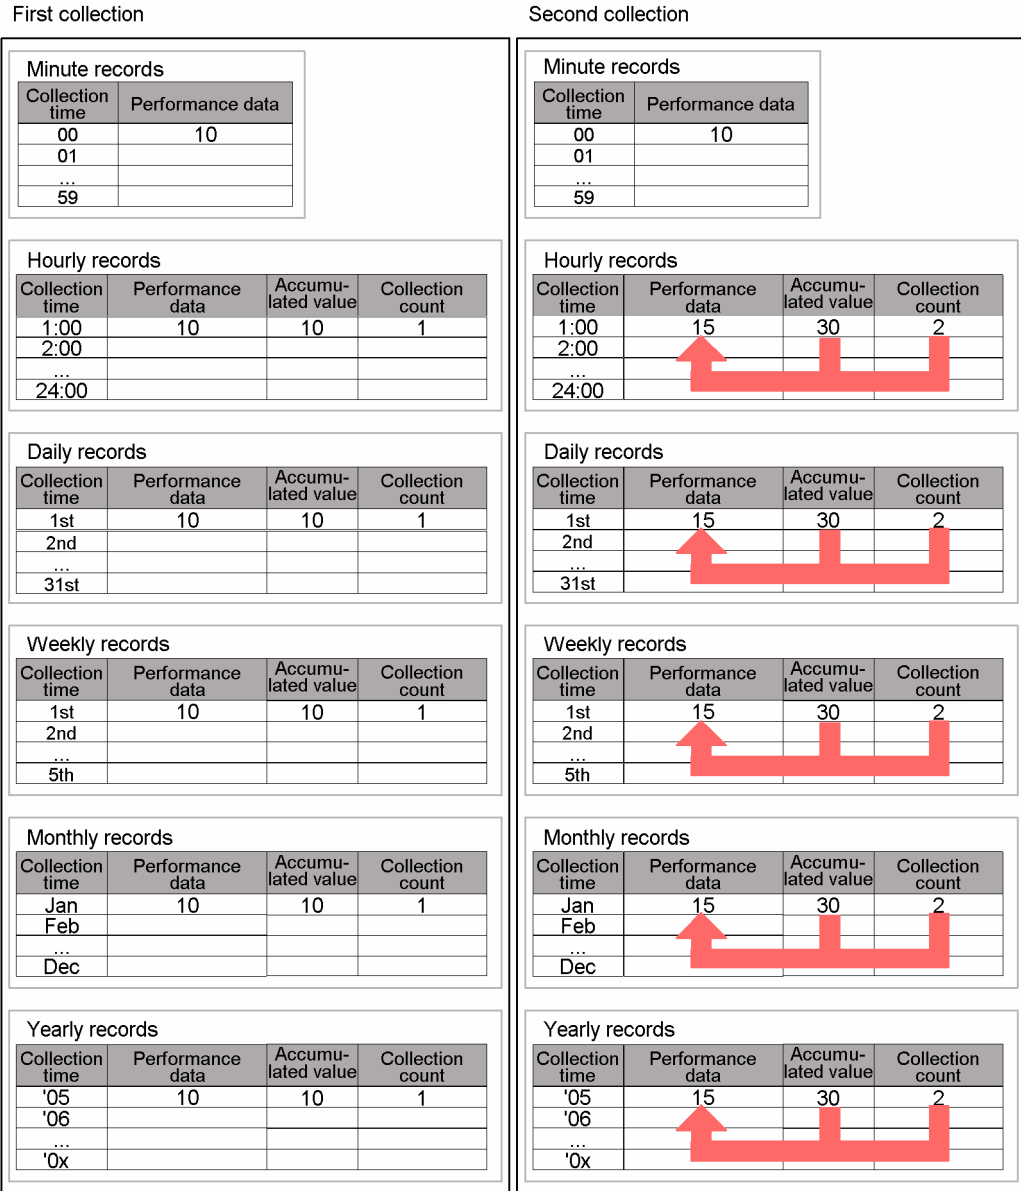 First collection
Minute records
Collection time Performance data
00 10
01
...
59
Hourly records
Collection time Performance data Accumu-lated value Collection count
1:00 10 10 1
2:00
...
24:00
Daily records
Collection time Performance data Accumu-lated value Collection count
1st 10 10 1
2nd
...
31st
Weekly records
Collection time Performance data Accumu-lated value Collection count
1st 10 10 1
2nd
...
5th
Monthly records
Collection time Performance data Accumu-lated value Collection count
Jan 10 10 1
Feb
...
Dec
Yearly records
Collection time Performance data Accumu-lated value Collection count
'05 10 10 1
'06
...
'0x
Second collection
Minute records
Collection time Performance data
00 10
01
...
59
Hourly records
Collection time Performance data Accumu-lated value Collection count
1:00 15 30 2
2:00
...
24:00
Daily records
Collection time Performance data Accumu-lated value Collection count
1st 15 30 2
2nd
...
31st
Weekly records
Collection time Performance data Accumu-lated value Collection count
1st 15 30 2
2nd
...
5th
Monthly records
Collection time Performance data Accumu-lated value Collection count
Jan 15 30 2
Feb
...
Dec
Yearly records
Collection time Performance data Accumu-lated value Collection count
'05 15 30 2
'06
...
'0x